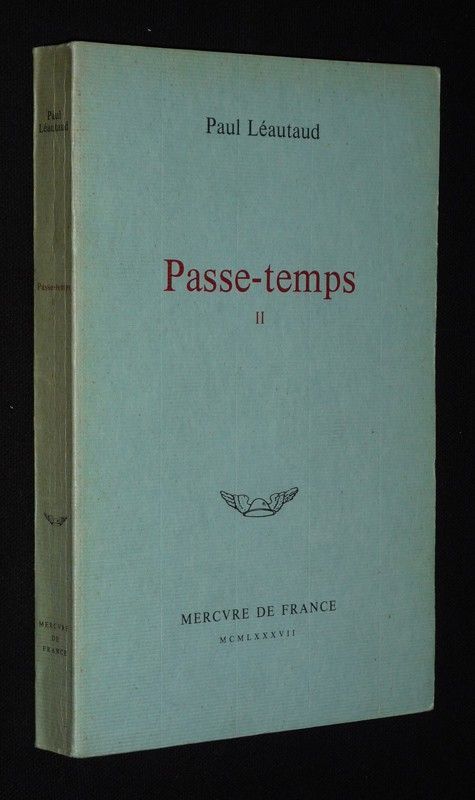 Paul
Léautaud
Passe-temps
MERCVRE
DE
FRANCE
Paul Léautaud
Passe-temps
II
MERCVRE DE FRANCE
MCMLXXXVII